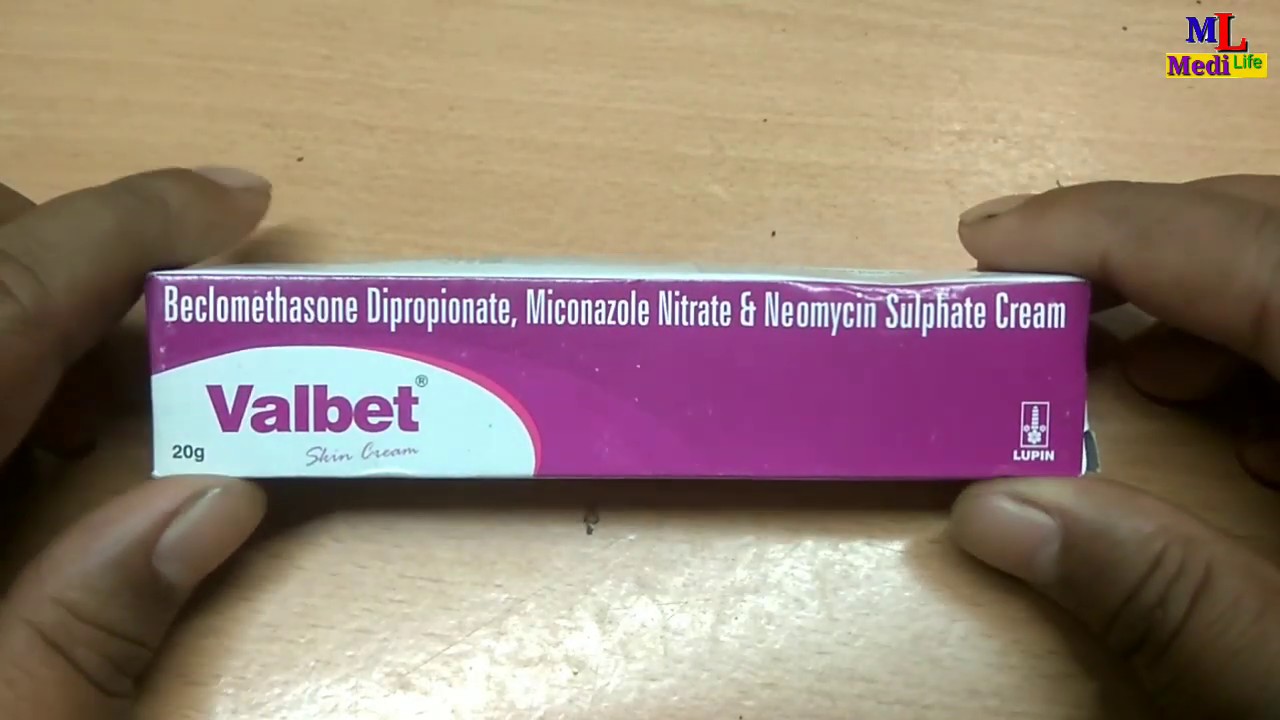 ML
Medi Life
Beclomethasone Dipropionate, Miconazole Nitrate & Neomycin Sulphate Cream
Valbet®
Skin Cream
20g
LUPIN